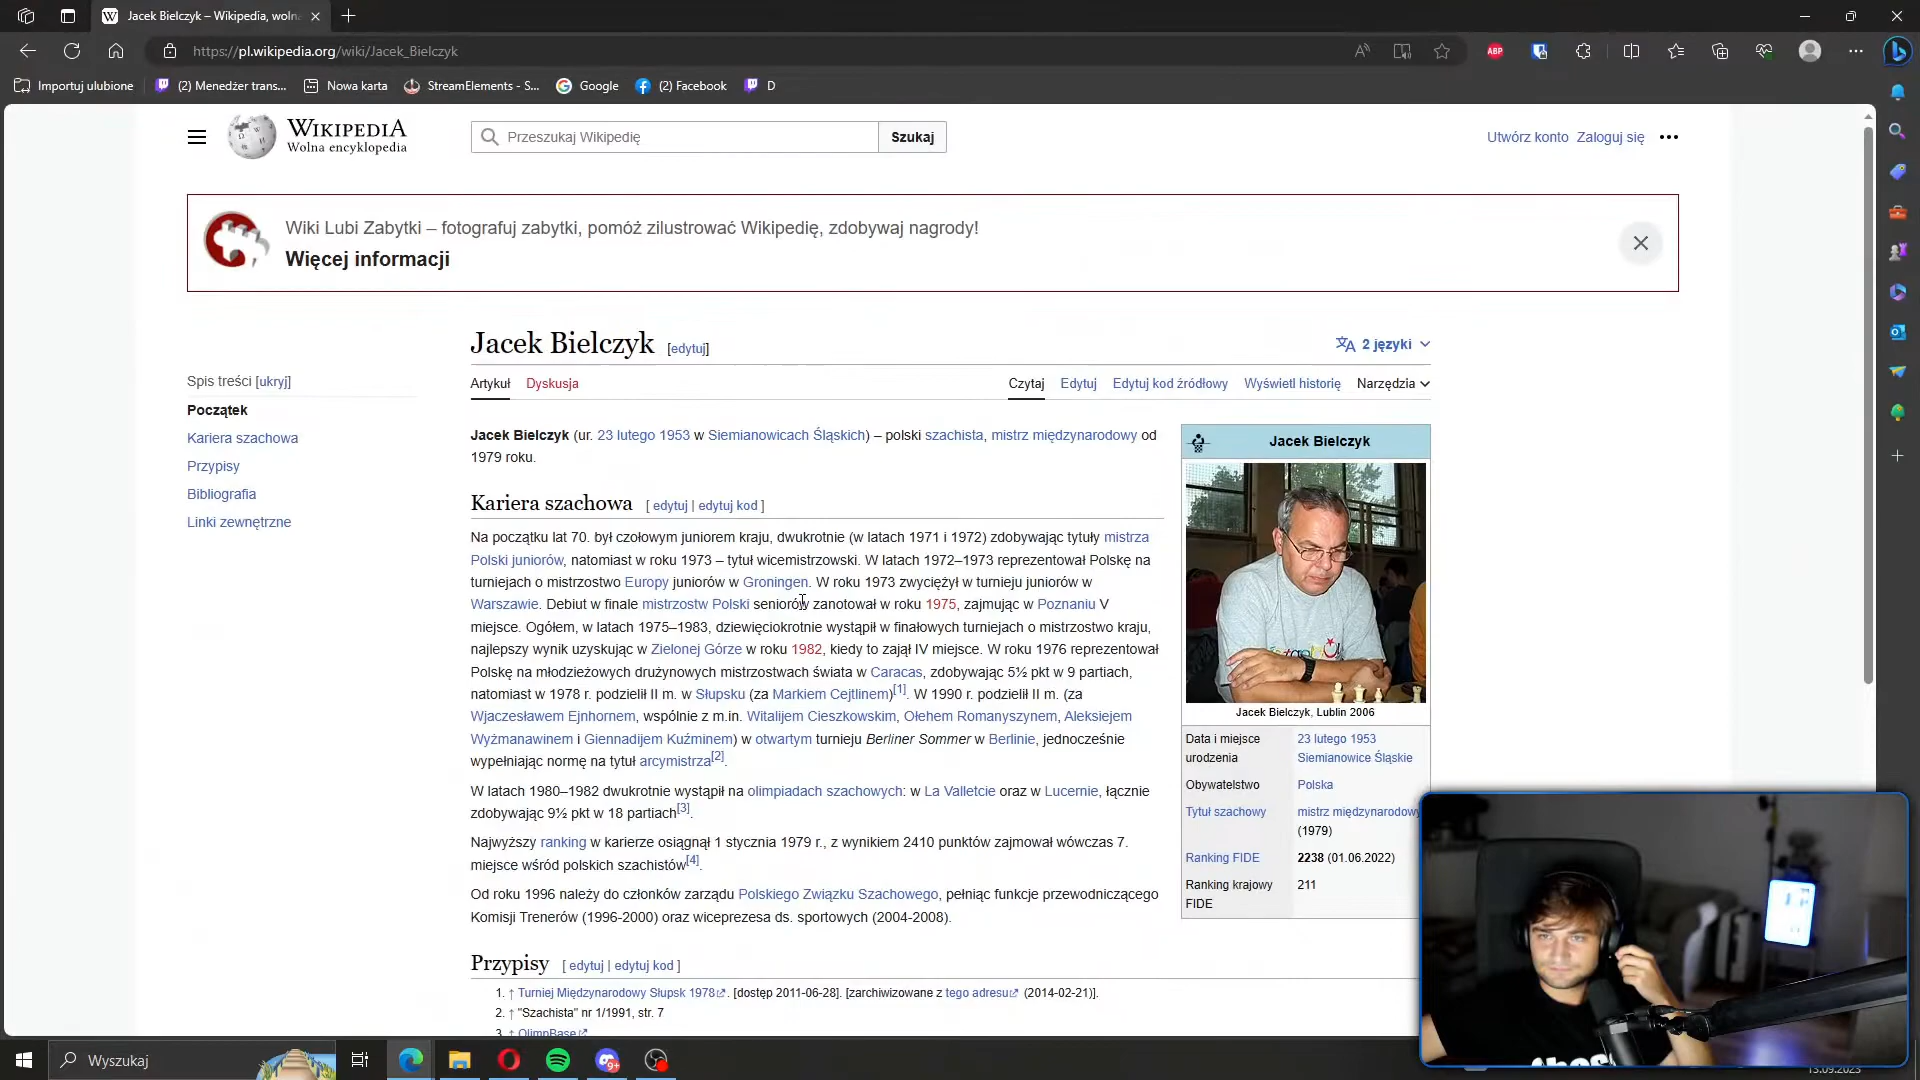 Jacek Bielczyk – Wikipedia, woln
https://pl.wikipedia.org/wiki/Jacek_Bielczyk
ABP
Importuj ulubione
(2) Menedżer trans...
Nowa karta
StreamElements - S...
Google
(2) Facebook
D
WIKIPEDIA
Wolna encyklopedia
Przeszukaj Wikipedię
Szukaj
Utwórz konto Zaloguj się
Wiki Lubi Zabytki – fotografuj zabytki, pomóż zilustrować Wikipedię, zdobywaj nagrody!
Więcej informacji
Jacek Bielczyk [edytuj]
2 języki
Spis treści [ukryj]
Początek
Kariera szachowa
Przypisy
Bibliografia
Linki zewnętrzne
Artykuł Dyskusja
Czytaj Edytuj Edytuj kod źródłowy Wyświetl historię Narzędzia
Jacek Bielczyk (ur. 23 lutego 1953 w Siemianowicach Śląskich) – polski szachista, mistrz międzynarodowy od
1979 roku.
Kariera szachowa [ edytuj | edytuj kod ]
Na początku lat 70. był czołowym juniorem kraju, dwukrotnie (w latach 1971 i 1972) zdobywając tytuły mistrza
Polski juniorów, natomiast w roku 1973 – tytuł wicemistrzowski. W latach 1972–1973 reprezentował Polskę na
turniejach o mistrzostwo Europy juniorów w Groningen. W roku 1973 zwyciężył w turnieju juniorów w
Warszawie. Debiut w finale mistrzostw Polski seniorów zanotował w roku 1975, zajmując w Poznaniu V
miejsce. Ogółem, w latach 1975–1983, dziewięciokrotnie wystąpił w finałowych turniejach o mistrzostwo kraju,
najlepszy wynik uzyskując w Zielonej Górze w roku 1982, kiedy to zajął IV miejsce. W roku 1976 reprezentował
Polskę na młodzieżowych drużynowych mistrzostwach świata w Caracas, zdobywając 5½ pkt w 9 partiach,
natomiast w 1978 r. podzielił II m. w Słupsku (za Markiem Cejtlinem)[1]. W 1990 r. podzielił II m. (za
Wjaczesławem Ejnhornem, wspólnie z m.in. Witalijem Cieszkowskim, Ołehem Romanyszynem, Aleksiejem
Wyżmanawinem i Giennadijem Kuźminem) w otwartym turnieju Berliner Sommer w Berlinie, jednocześnie
wypełniając normę na tytuł arcymistrza[2].
W latach 1980–1982 dwukrotnie wystąpił na olimpiadach szachowych: w La Valletcie oraz w Lucernie, łącznie
zdobywając 9½ pkt w 18 partiach[3].
Najwyższy ranking w karierze osiągnął 1 stycznia 1979 r., z wynikiem 2410 punktów zajmował wówczas 7.
miejsce wśród polskich szachistów[4].
Od roku 1996 należy do członków zarządu Polskiego Związku Szachowego, pełniąc funkcje przewodniczącego
Komisji Trenerów (1996-2000) oraz wiceprezesa ds. sportowych (2004-2008).
Jacek Bielczyk
Jacek Bielczyk, Lublin 2006
Data i miejsce urodzenia 23 lutego 1953
Siemianowice Śląskie
Obywatelstwo Polska
Tytuł szachowy mistrz międzynarodowy
(1979)
Ranking FIDE 2238 (01.06.2022)
Ranking krajowy FIDE 211
Przypisy [ edytuj | edytuj kod ]
1. ↑ Turniej Międzynarodowy Słupsk 1978. [dostęp 2011-06-28]. [zarchiwizowane z tego adresu (2014-02-21)].
2. ↑ "Szachista" nr 1/1991, str. 7
3. ↑ OlimpBase
Wyszukaj
13.09.2023